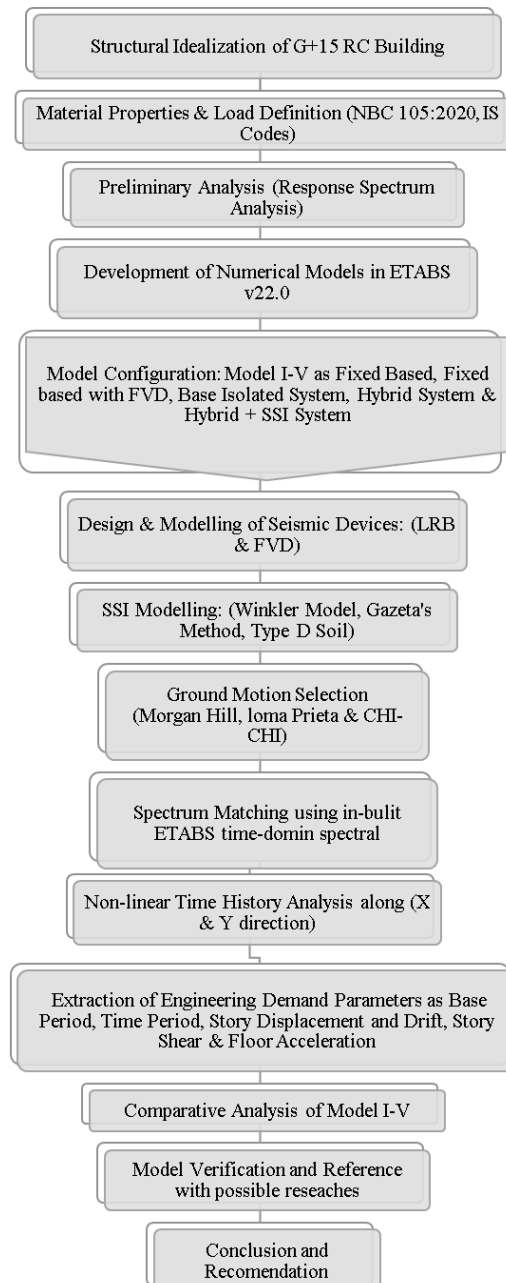 Structural Idealization of G+15 RC Building
Material Properties & Load Definition (NBC 105:2020, IS
Codes)
Preliminary Analysis (Response Spectrum
Analysis)
Development of Numerical Models in ETABS
v22.0
Model Configuration: Model I-V as Fixed Based, Fixed
based with FVD, Base Isolated System, Hybrid System &
Hybrid + SSI System
Design & Modelling of Seismic Devices: (LRB
& FVD)
SSI Modelling: (Winkler Model, Gazeta's
Method, Type D Soil)
Ground Motion Selection
(Morgan Hill, loma Prieta & CHI-
CHI)
Spectrum Matching using in-bulit
ETABS time-domin spectral
Non-linear Time History Analysis along (X
& Y direction)
Extraction of Engineering Demand Parameters as Base
Period, Time Period, Story Displacement and Drift, Story
Shear & Floor Acceleration
Comparative Analysis of Model I-V
Model Verification and Reference
with possible reseaches
Conclusion and
Recomendation